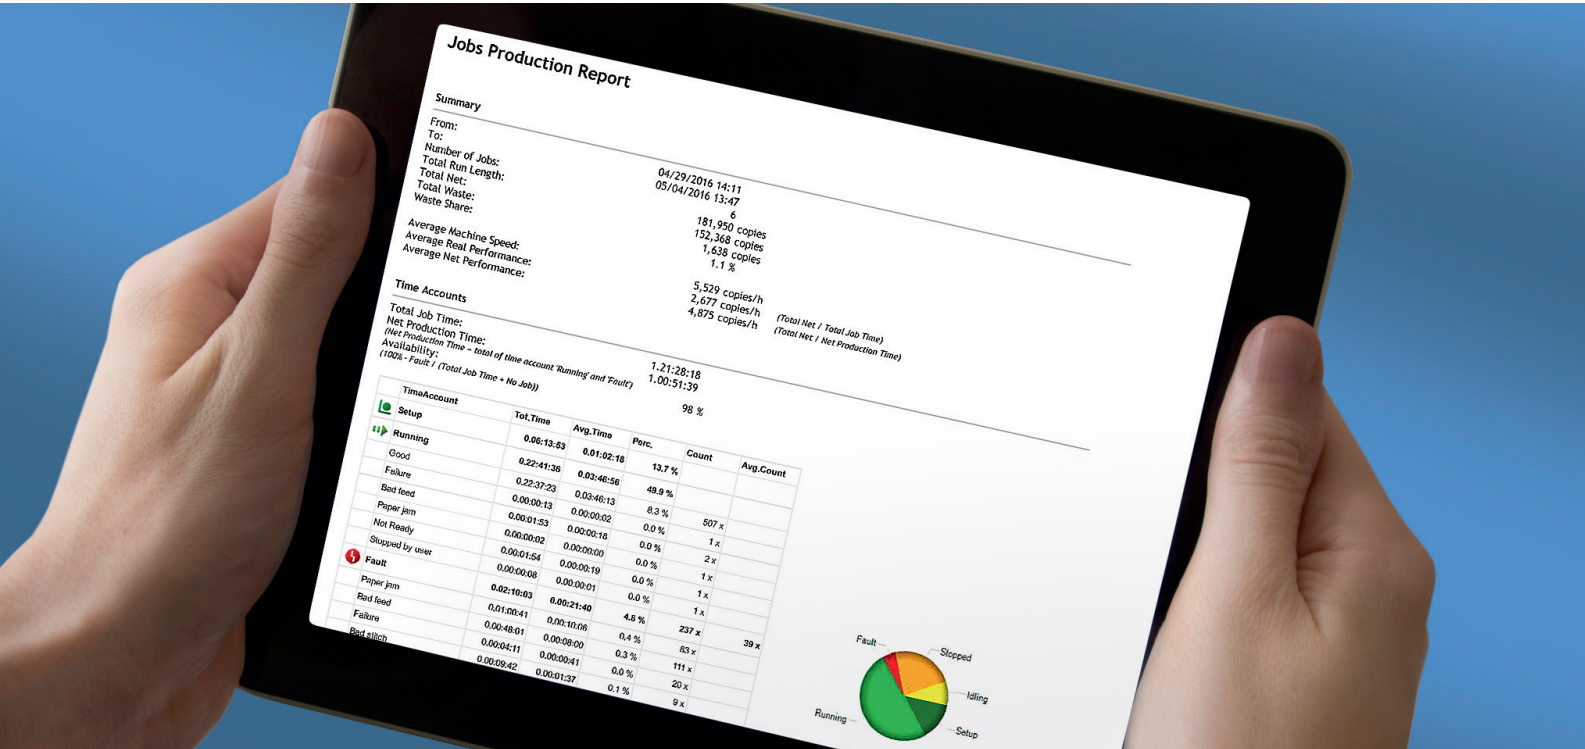 Jobs Production Report
Summary
From: 04/29/2016 14:11
To: 05/04/2016 13:47
Number of Jobs: 6
Total Run Length: 181,950 copies
Total Net: 152,368 copies
Total Waste: 1,638 copies
Waste Share: 1.1 %
Average Machine Speed: 5,529 copies/h
Average Real Performance: 2,677 copies/h (Total Net / Total Job Time)
Average Net Performance: 4,875 copies/h (Total Net / Net Production Time)
Time Accounts
Total Job Time: 1.21:28:18
Net Production Time: 1.00:51:39
(Net Production Time - total of time account 'Running' and 'Fault')
Availability: 98 %
(100% - Fault / (Total Job Time + No Job))
TimeAccount Tot.Time Avg.Time Perc. Count Avg.Count
Setup 0.06:13:53 0.01:02:18 13.7 %
Running 0.22:41:36 0.03:46:56 49.9 %
Good 0.22:37:23 0.03:46:13 8.3 % 507 x
Failure 0.00:00:13 0.00:00:02 0.0 % 1 x
Bad feed 0.00:01:53 0.00:00:18 0.0 % 2 x
Paper jam 0.00:00:02 0.00:00:00 0.0 % 1 x
Not Ready 0.00:01:54 0.00:00:19 0.0 % 1 x
Stopped by user 0.00:00:08 0.00:00:01 0.0 % 1 x
Fault 0.02:10:03 0.00:21:40 4.8 % 237 x 39 x
Paper jam 0.01:00:41 0.00:10:06 0.4 % 83 x
Bad feed 0.00:48:01 0.00:08:00 0.3 % 111 x
Failure 0.00:04:11 0.00:00:41 0.0 % 20 x
Bad stitch 0.00:09:42 0.00:01:37 0.1 % 9 x
Fault
Stopped
Idling
Running
Setup